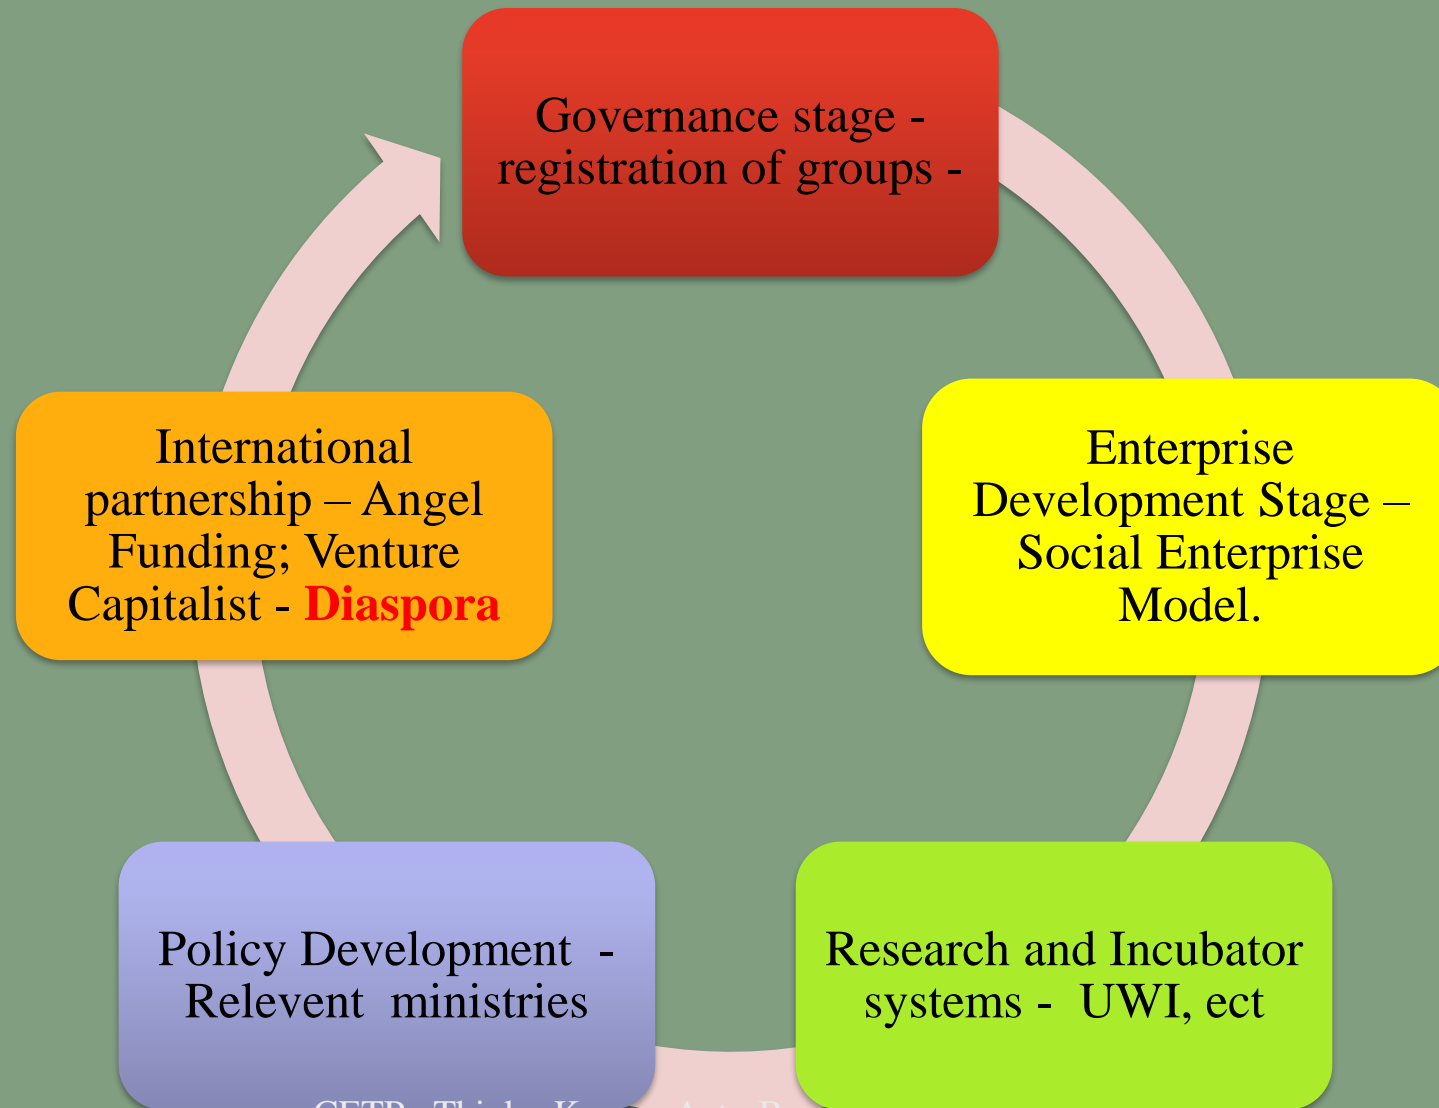 Governance stage -
registration of groups -
Enterprise
Development Stage –
Social Enterprise
Model.
Research and Incubator
systems -  UWI, ect
Policy Development  -
Relevent  ministries
International
partnership – Angel
Funding; Venture
Capitalist - Diaspora